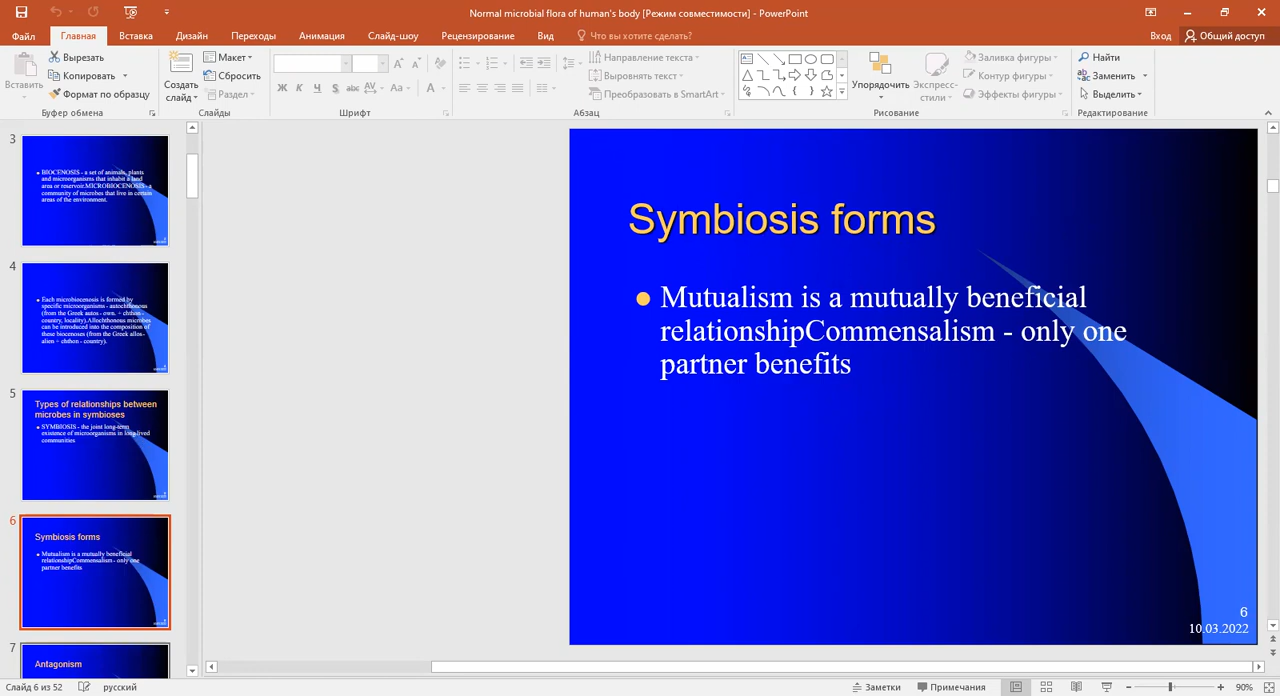 Normal microbial flora of human's body [Режим совместимости] - PowerPoint
Файл Главная Вставка Дизайн Переходы Анимация Слайд-шоу Рецензирование Вид Что вы хотите сделать? Вход Общий доступ
Вставить
Вырезать
Копировать
Формат по образцу
Буфер обмена
Создать
слайд
Макет
Сбросить
Раздел
Слайды
Ж К Ч S abc AV Aa A
Шрифт
Направление текста
Выровнять текст
Преобразовать в SmartArt
Абзац
Упорядочить
Экспресс-
стили
Заливка фигуры
Контур фигуры
Эффекты фигуры
Рисование
Найти
Заменить
Выделить
Редактирование
3
BIOCENOSIS - a set of animals, plants
and microorganisms that inhabit a land
area or reservoir.MICROBIOCENOSIS - a
community of microbes that live in certain
areas of the environment.
4
Each microbiocenosis is formed by
specific microorganisms - autochthonous
(from the Greek autos - own. + chthon -
country, locality).Allochthonous microbes
can be introduced into the composition of
these biocenoses (from the Greek allos-
alien + chthon - country).
5
Types of relationships between
microbes in symbioses
SYMBIOSIS - the joint long-term
existence of microorganisms in long-lived
communities
6
Symbiosis forms
Mutualism is a mutually beneficial
relationshipCommensalism - only one
partner benefits
7
Antagonism
Symbiosis forms
Mutualism is a mutually beneficial
relationshipCommensalism - only one
partner benefits
6
10.03.2022
Слайд 6 из 52 русский Заметки Примечания 90%